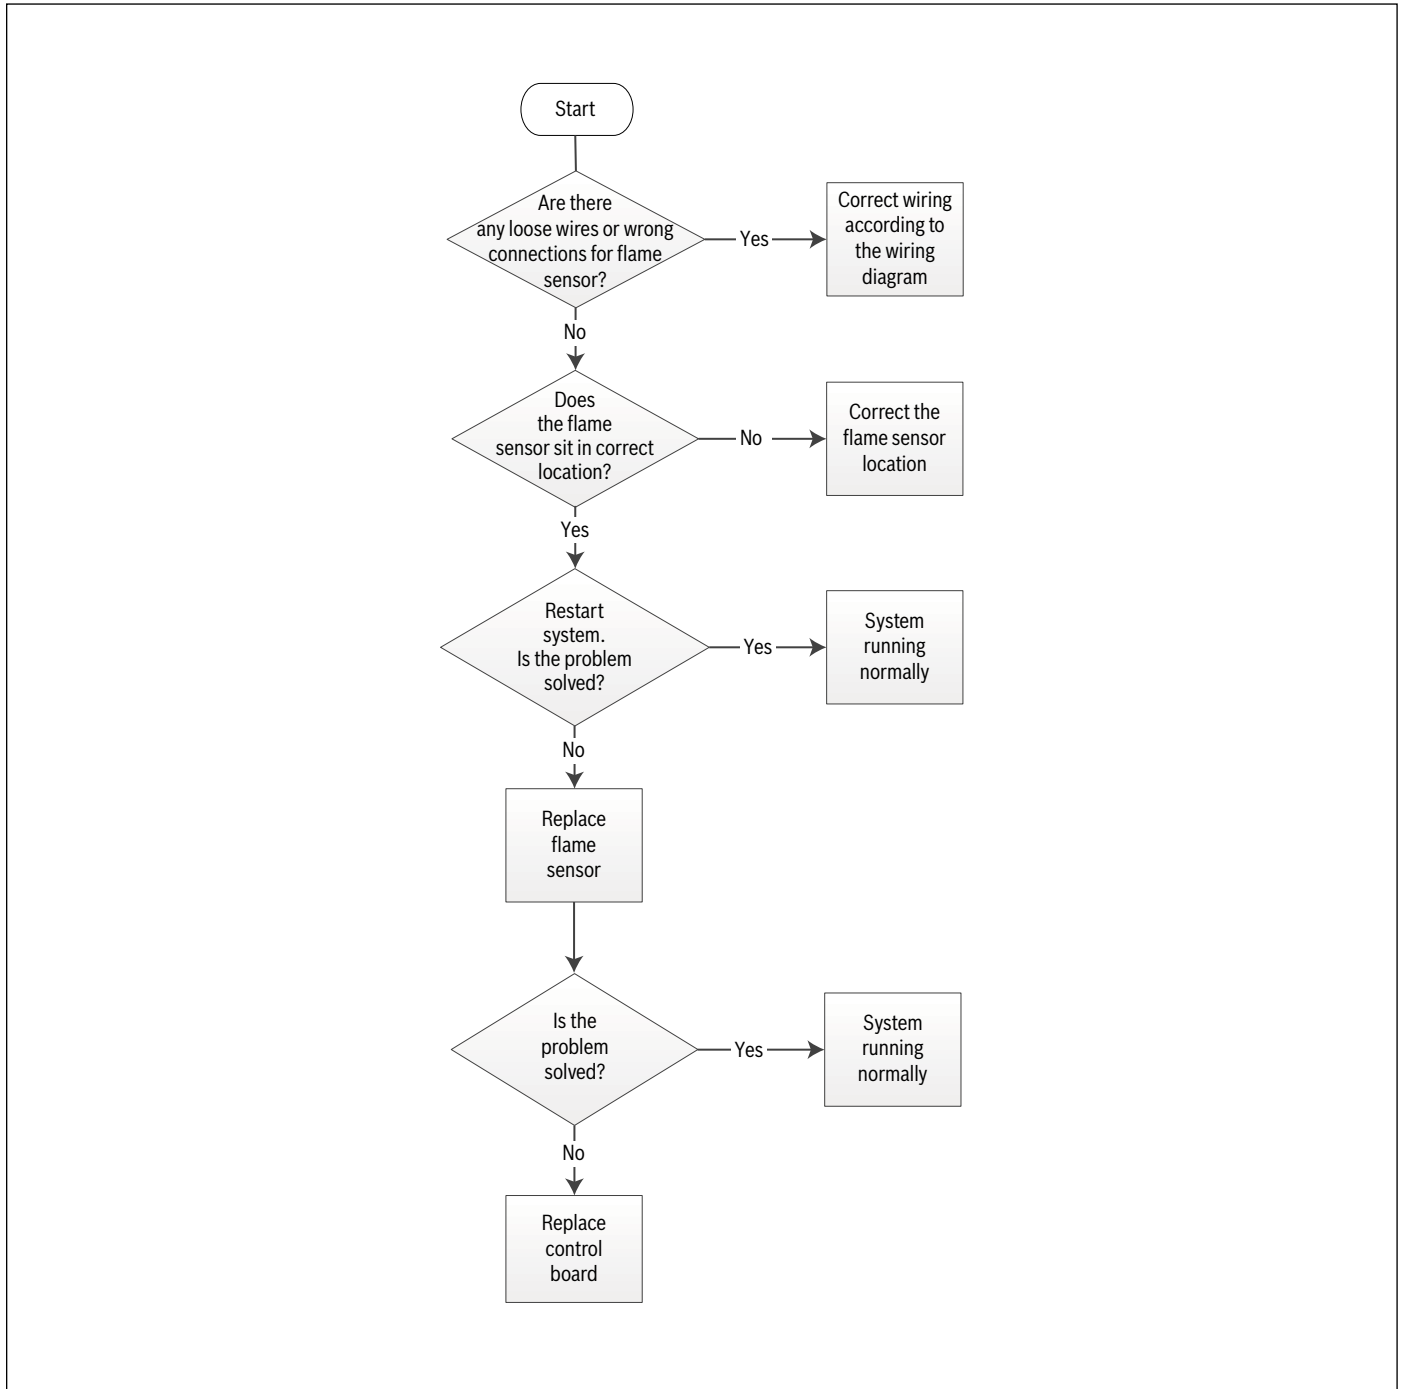 Start
Are there
any loose wires or wrong
connections for flame
sensor?
Yes
Correct wiring
according to
the wiring
diagram
No
Does
the flame
sensor sit in correct
location?
No
Correct the
flame sensor
location
Yes
Restart
system.
Is the problem
solved?
Yes
System
running
normally
No
Replace
flame
sensor
Is the
problem
solved?
Yes
System
running
normally
No
Replace
control
board